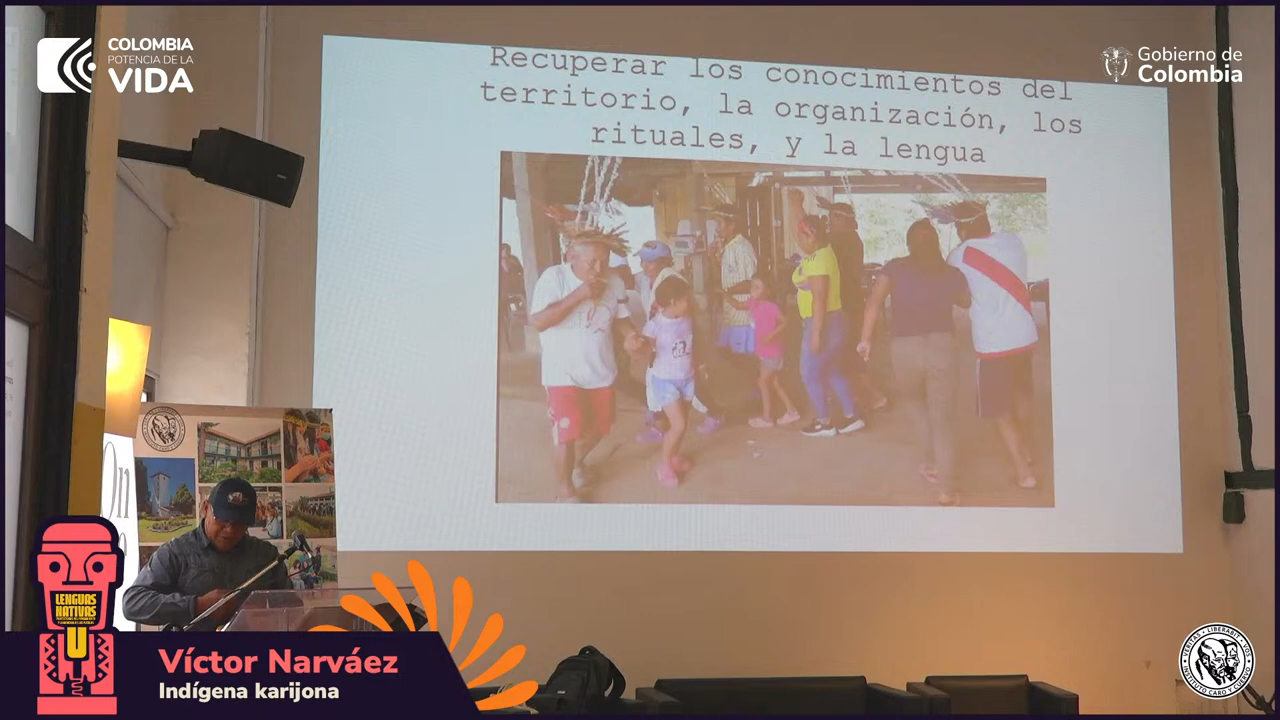 COLOMBIA
POTENCIA DE LA
VIDA
Gobierno de
Colombia
Recuperar los conocimientos del
territorio, la organización, los
rituales, y la lengua
LENGUAS
NATIVAS
Víctor Narváez
Indígena karijona